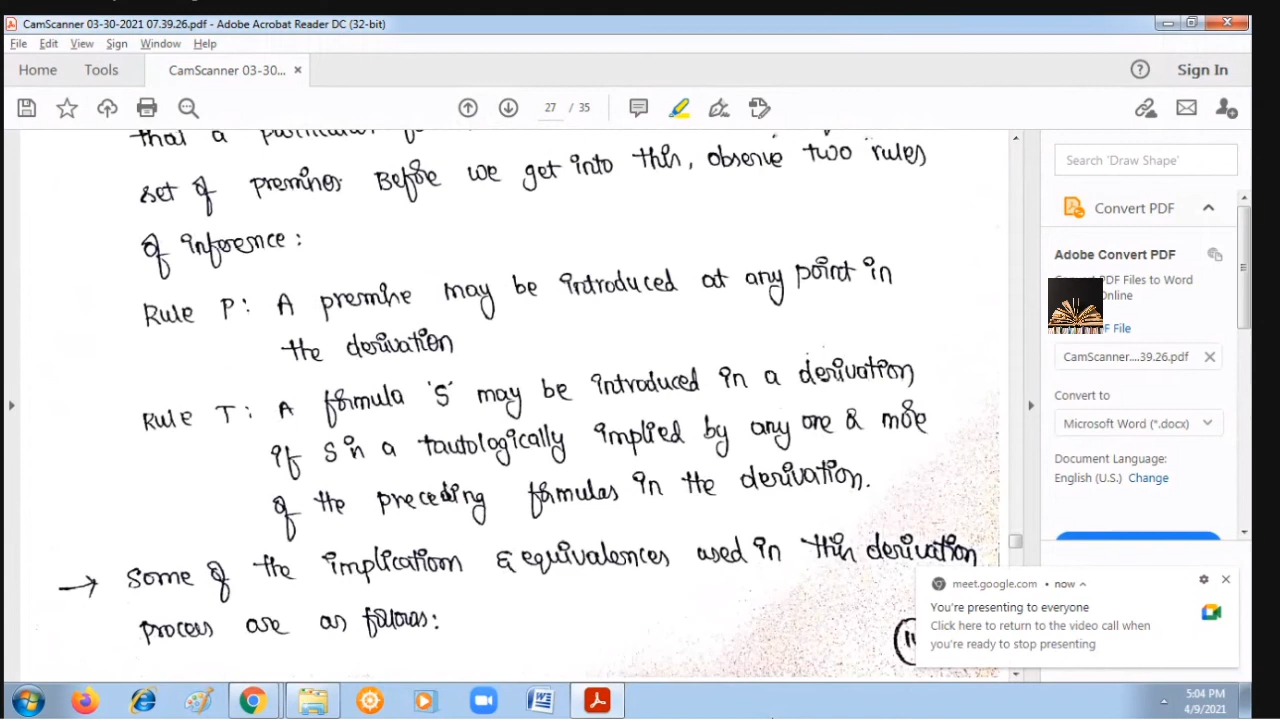 CamScanner 03-30-2021 07.39.26.pdf - Adobe Acrobat Reader DC (32-bit)
File Edit View Sign Window Help
Home Tools CamScanner 03-30... × Sign In
27 / 35
that a
set of premises. Before we get into this, observe two rules
of inference:
Rule P: A premise may be introduced at any point in
the derivation
Rule T: A formula 'S' may be introduced in a derivation
if S is a tautologically implied by any one & more
of the preceding formulas in the derivation.
→ Some of the implication & equivalences used in this derivation
process are as follows:
Search 'Draw Shape'
Convert PDF
Adobe Convert PDF
Convert PDF Files to Word
Online
PDF File
CamScanner....39.26.pdf
Convert to
Microsoft Word (*.docx)
Document Language:
English (U.S.) Change
meet.google.com • now
You're presenting to everyone
Click here to return to the video call when
you're ready to stop presenting
5:04 PM
4/9/2021